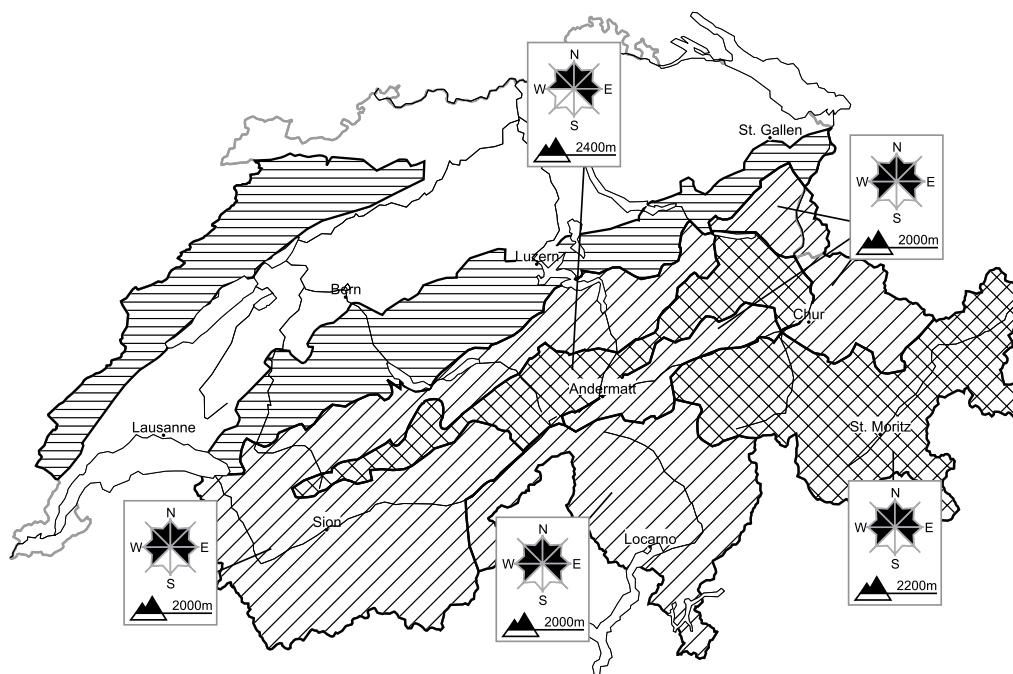 N
W E
S
2400m
St. Gallen
N
W E
S
2000m
Luzern
Bern
Chur
Andermatt
Lausanne
St. Moritz
N
W E
S
2000m
Sion
N
W E
S
2000m
Locarno
N
W E
S
2200m